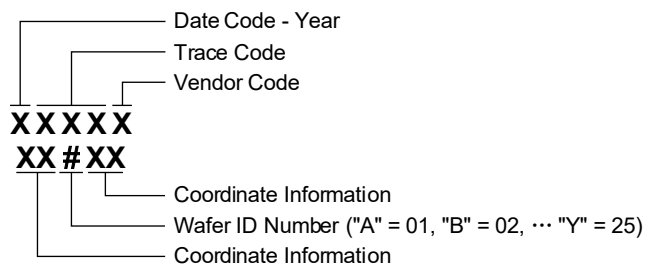 Date Code - Year
Trace Code
Vendor Code
XXXXX
XX # XX
Coordinate Information
Wafer ID Number ("A" = 01, "B" = 02, ··· "Y" = 25)
Coordinate Information